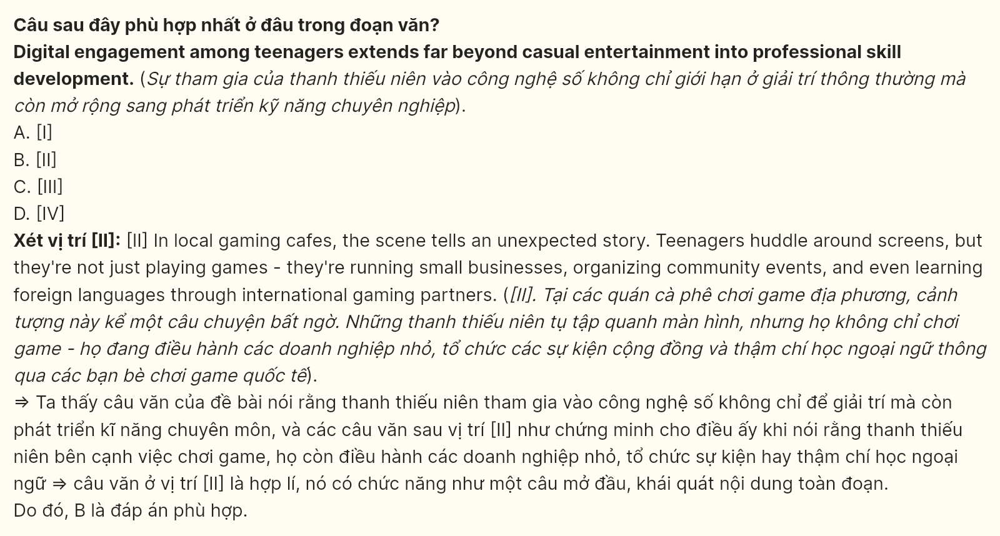 Câu sau đây phù hợp nhất ở đâu trong đoạn văn?
Digital engagement among teenagers extends far beyond casual entertainment into professional skill
development. (Sự tham gia của thanh thiếu niên vào công nghệ số không chỉ giới hạn ở giải trí thông thường mà
còn mở rộng sang phát triển kỹ năng chuyên nghiệp).
A. [I]
B. [II]
C. [III]
D. [IV]
Xét vị trí [II]: [II] In local gaming cafes, the scene tells an unexpected story. Teenagers huddle around screens, but
they're not just playing games - they're running small businesses, organizing community events, and even learning
foreign languages through international gaming partners. ([II]. Tại các quán cà phê chơi game địa phương, cảnh
tượng này kể một câu chuyện bất ngờ. Những thanh thiếu niên tụ tập quanh màn hình, nhưng họ không chỉ chơi
game - họ đang điều hành các doanh nghiệp nhỏ, tổ chức các sự kiện cộng đồng và thậm chí học ngoại ngữ thông
qua các bạn bè chơi game quốc tế).
⇒ Ta thấy câu văn của đề bài nói rằng thanh thiếu niên tham gia vào công nghệ số không chỉ để giải trí mà còn
phát triển kĩ năng chuyên môn, và các câu văn sau vị trí [II] như chứng minh cho điều ấy khi nói rằng thanh thiếu
niên bên cạnh việc chơi game, họ còn điều hành các doanh nghiệp nhỏ, tổ chức sự kiện hay thậm chí học ngoại
ngữ ⇒ câu văn ở vị trí [II] là hợp lí, nó có chức năng như một câu mở đầu, khái quát nội dung toàn đoạn.
Do đó, B là đáp án phù hợp.